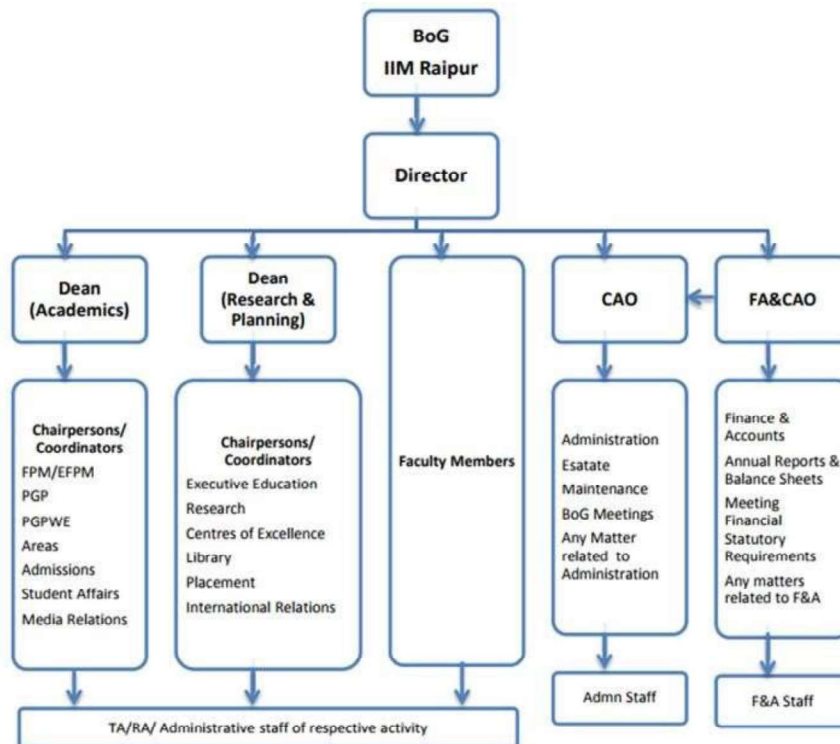 BoG
IIM Raipur
Director
Dean
(Academics)
Dean
(Research &
Planning)
CAO
FA&CAO
Chairpersons/
Coordinators
FPM/EFPM
PGP
PGPWE
Areas
Admissions
Student Affairs
Media Relations
Chairpersons/
Coordinators
Executive Education
Research
Centres of Excellence
Library
Placement
International Relations
Faculty Members
Administration
Esatate
Maintenance
BoG Meetings
Any Matter
related to
Administration
Finance &
Accounts
Annual Reports &
Balance Sheets
Meeting
Financial
Statutory
Requirements
Any matters
related to F&A
TA/RA/ Administrative staff of respective activity
Admn Staff
F&A Staff